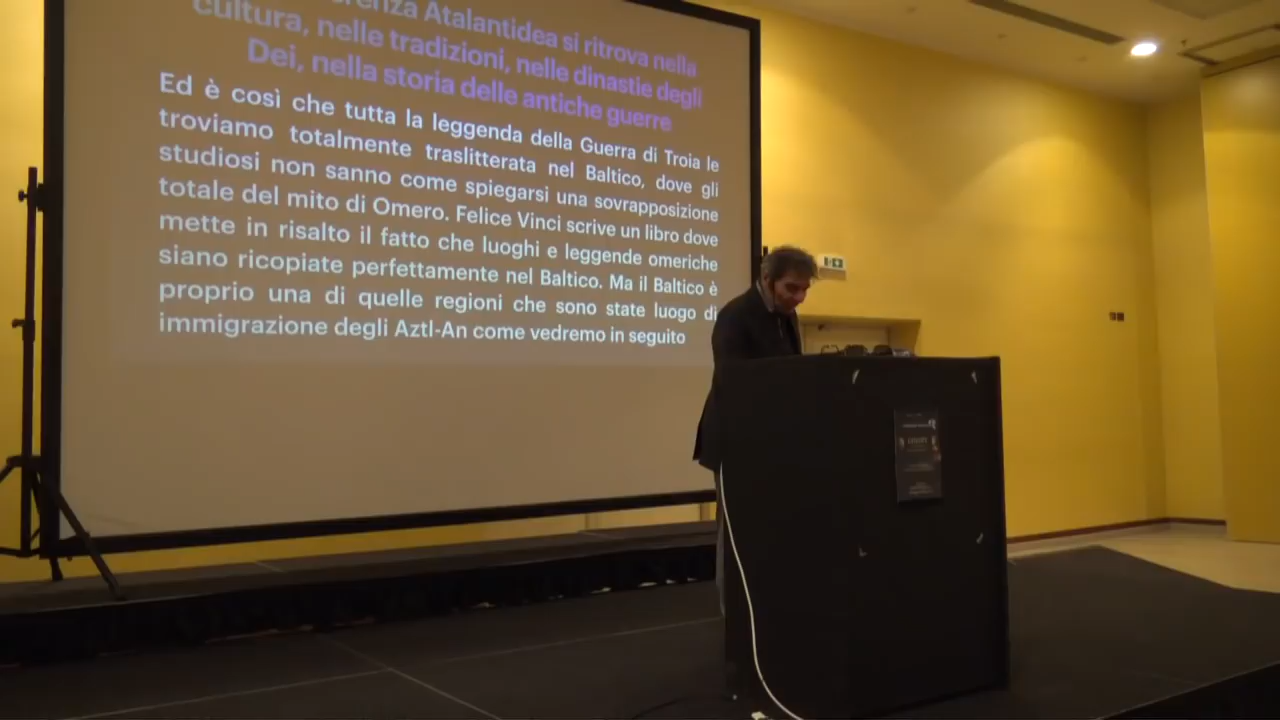 Atalantidea si ritrova nella
cultura, nelle tradizioni, nelle dinastie degli
Dei, nella storia delle antiche guerre
Ed è così che tutta la leggenda della Guerra di Troia le
troviamo totalmente traslitterata nel Baltico, dove gli
studiosi non sanno come spiegarsi una sovrapposizione
totale del mito di Omero. Felice Vinci scrive un libro dove
mette in risalto il fatto che luoghi e leggende omeriche
siano ricopiate perfettamente nel Baltico. Ma il Baltico è
proprio una di quelle regioni che sono state luogo di
immigrazione degli Aztl-An come vedremo in seguito